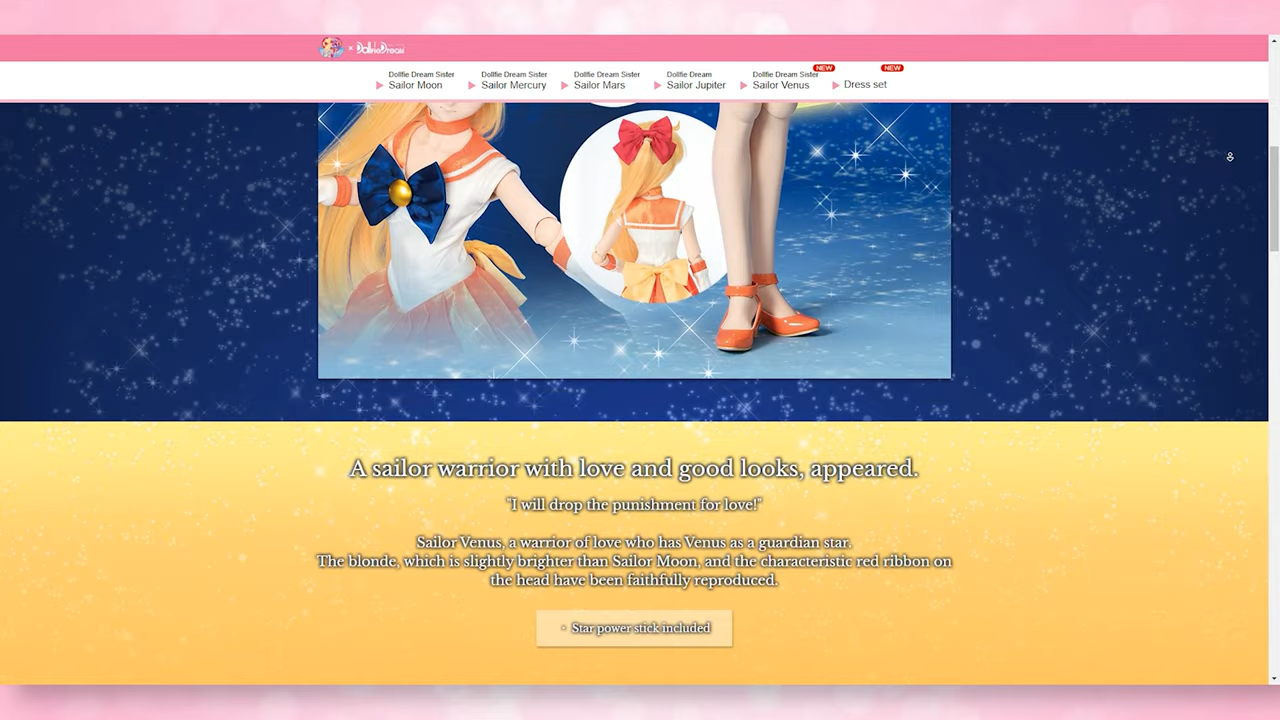 × DollfieDream
NEW
NEW
Dollfie Dream Sister
Sailor Moon
Dollfie Dream Sister
Sailor Mercury
Dollfie Dream Sister
Sailor Mars
Dollfie Dream
Sailor Jupiter
Dollfie Dream Sister
Sailor Venus
Dress set
A sailor warrior with love and good looks, appeared.
"I will drop the punishment for love!"
Sailor Venus, a warrior of love who has Venus as a guardian star.
The blonde, which is slightly brighter than Sailor Moon, and the characteristic red ribbon on
the head have been faithfully reproduced.
・ Star power stick included